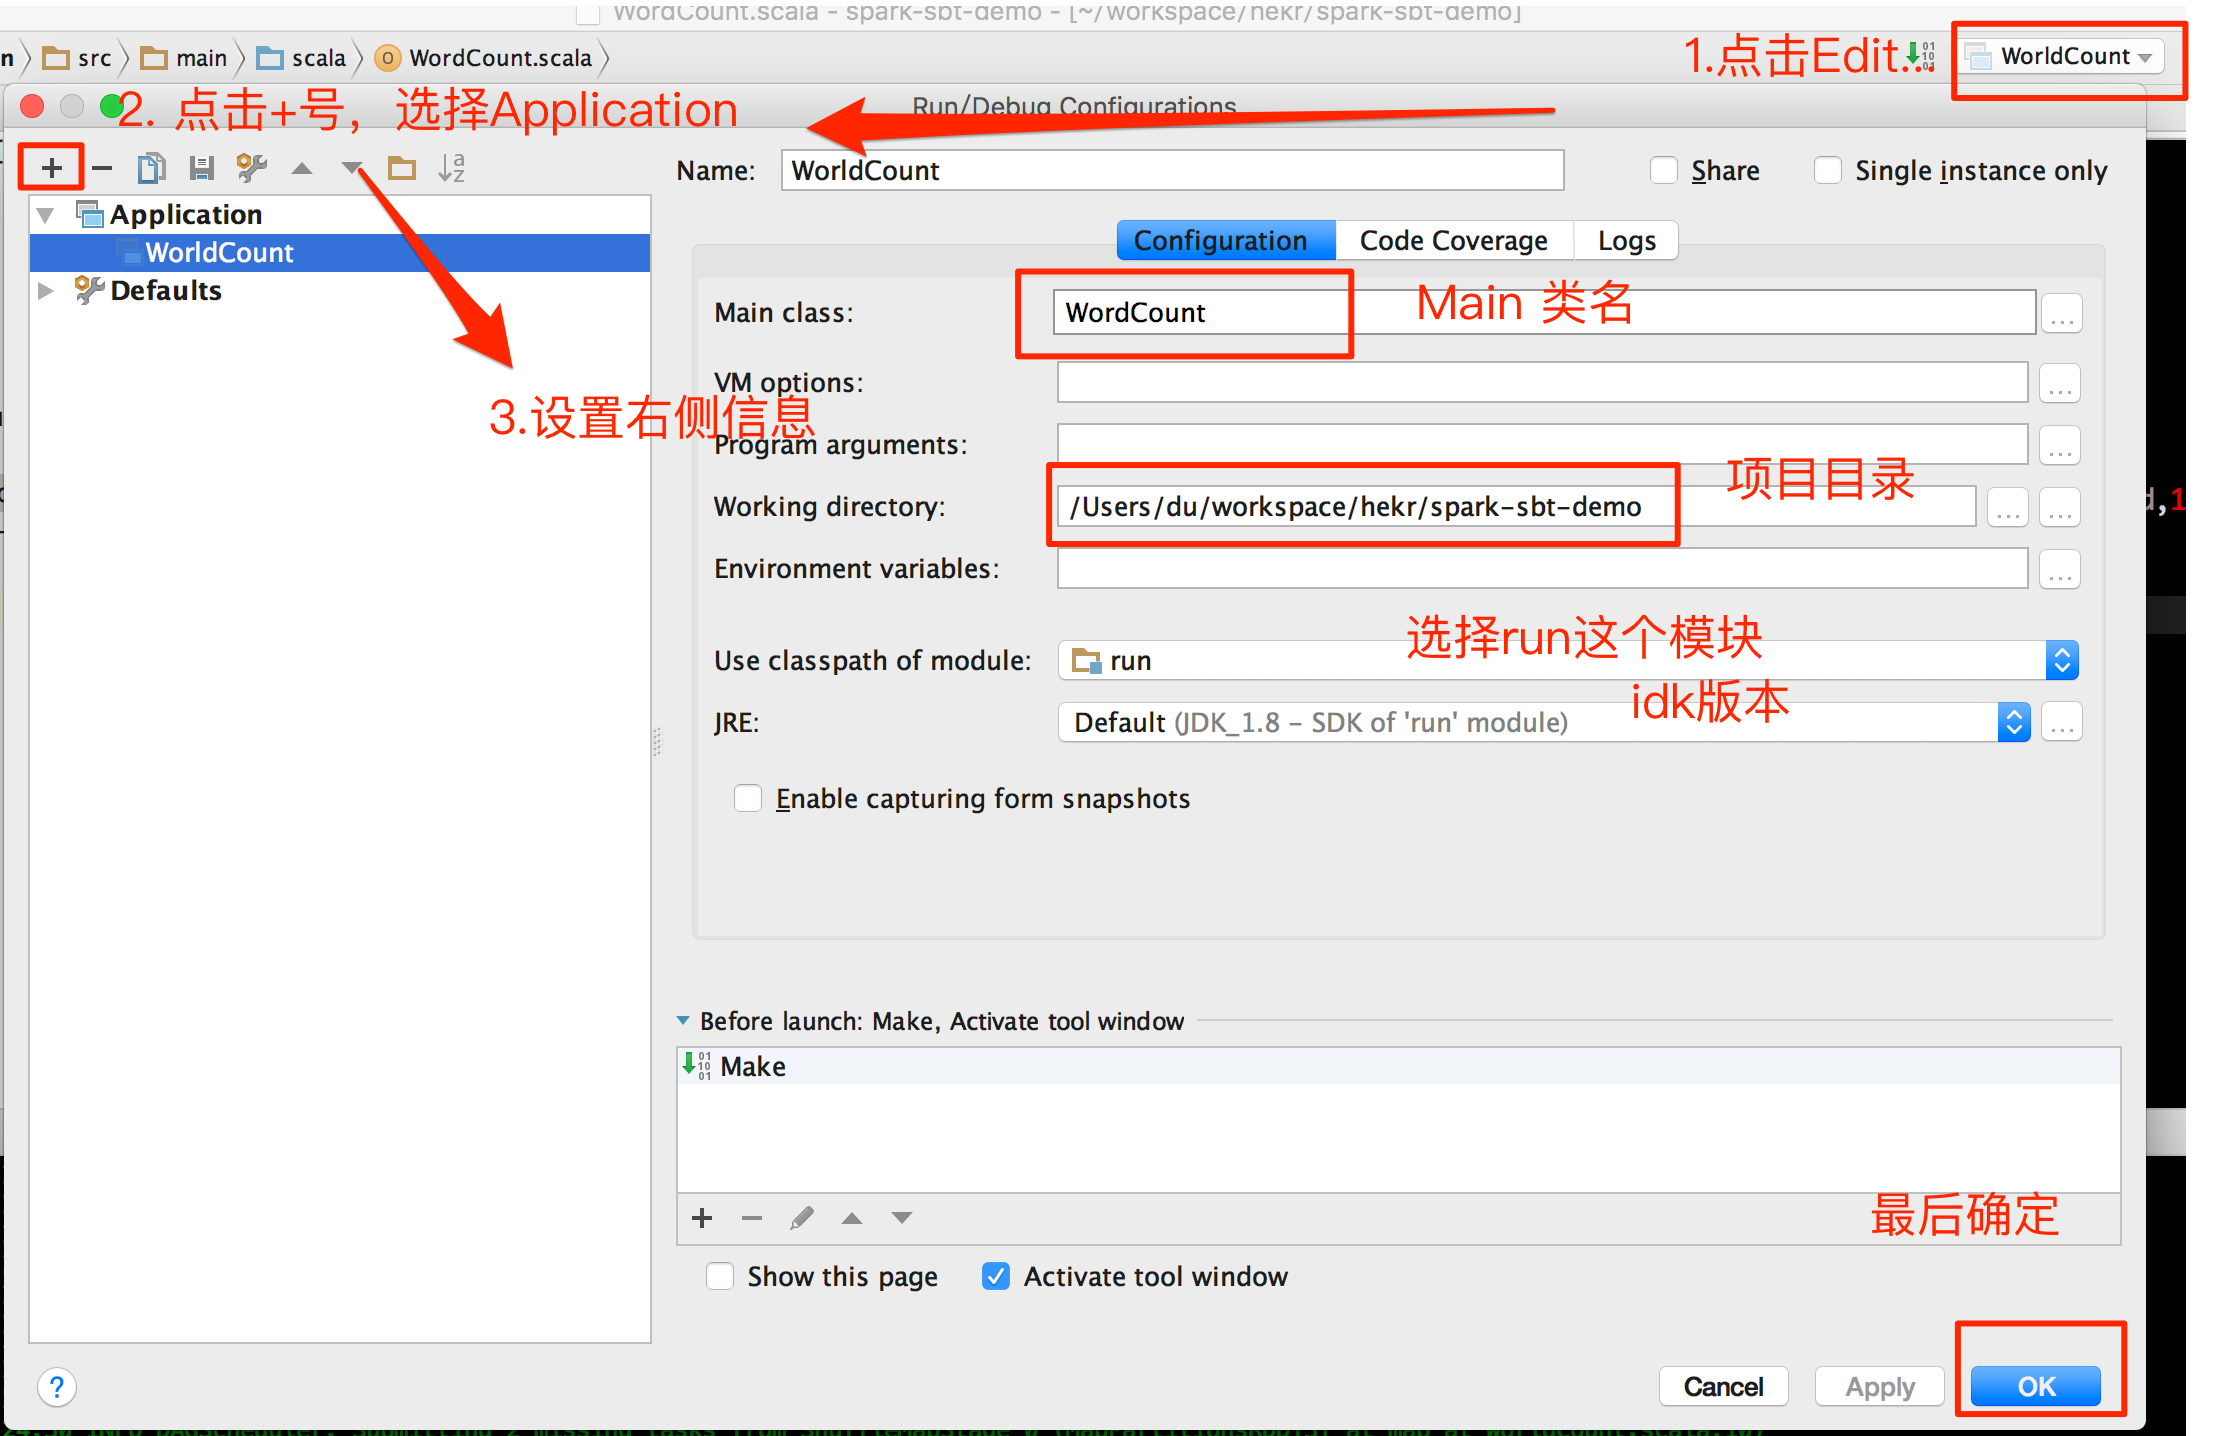 WordCount.scala - spark-sbt-demo - [~/workspace/hekr/spark-sbt-demo]
n src main scala WordCount.scala
1.点击Edit...
WorldCount
2. 点击+号，选择Application
Run/Debug Configurations
Name: WorldCount Share Single instance only
Application
WorldCount
Defaults
Configuration Code Coverage Logs
Main class: WordCount
Main 类名
VM options:
3.设置右侧信息
Program arguments:
项目目录
Working directory: /Users/du/workspace/hekr/spark-sbt-demo
d,1
Environment variables:
选择run这个模块
Use classpath of module: run
jdk版本
JRE: Default (JDK_1.8 - SDK of 'run' module)
Enable capturing form snapshots
Before launch: Make, Activate tool window
Make
最后确定
Show this page Activate tool window
? Cancel Apply OK